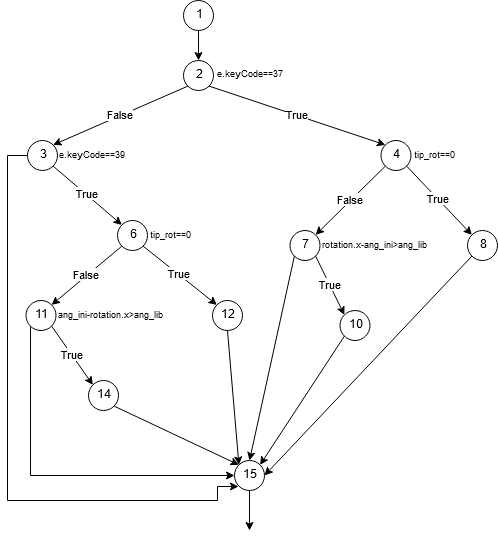 1
2 e.keyCode==37
False True
3 e.keyCode==39 4 tip_rot==0
True False True
6 tip_rot==0 7 rotation.x-ang_ini>ang_lib 8
False True True
11 ang_ini-rotation.x>ang_lib 12 10
True
14
15